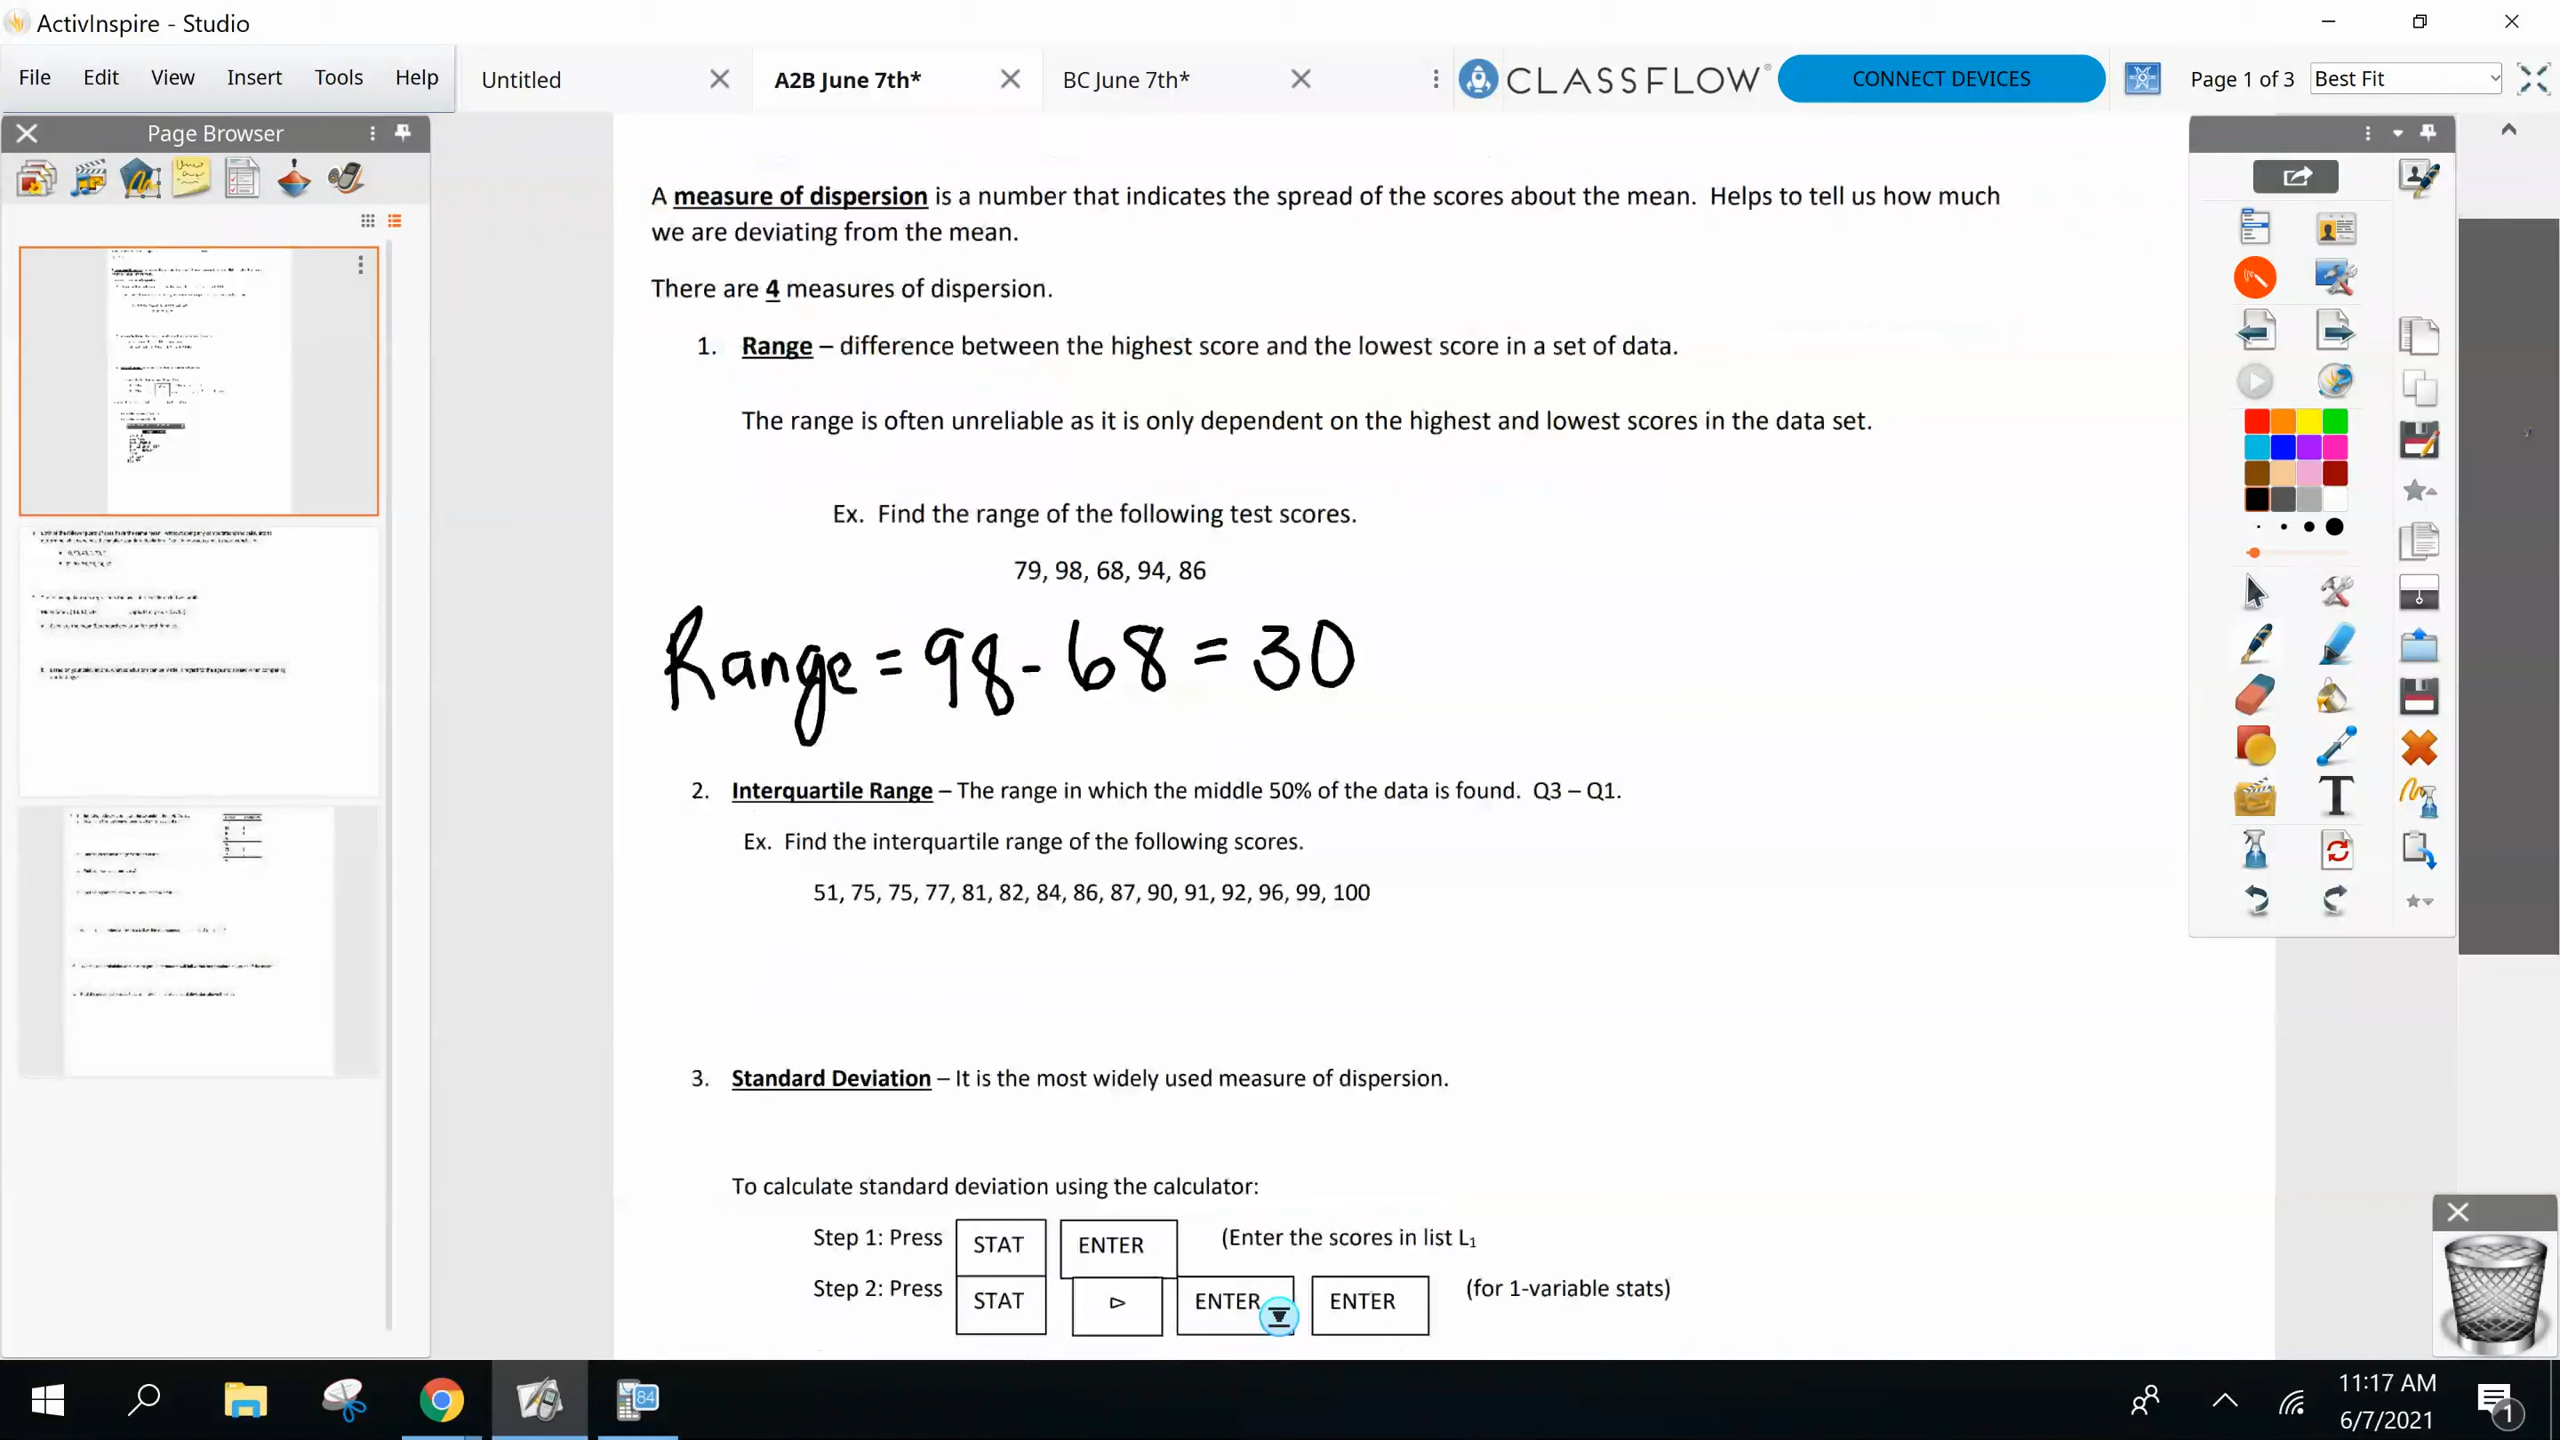 ActivInspire - Studio
File Edit View Insert Tools Help
Untitled
A2B June 7th*
BC June 7th*
CLASSFLOW®
CONNECT DEVICES
Page 1 of 3
Best Fit
Page Browser
A measure of dispersion is a number that indicates the spread of the scores about the mean. Helps to tell us how much
we are deviating from the mean.
There are 4 measures of dispersion.
1. Range – difference between the highest score and the lowest score in a set of data.
The range is often unreliable as it is only dependent on the highest and lowest scores in the data set.
Ex. Find the range of the following test scores.
79, 98, 68, 94, 86
Range = 98 - 68 = 30
2. Interquartile Range – The range in which the middle 50% of the data is found. Q3 – Q1.
Ex. Find the interquartile range of the following scores.
51, 75, 75, 77, 81, 82, 84, 86, 87, 90, 91, 92, 96, 99, 100
3. Standard Deviation – It is the most widely used measure of dispersion.
To calculate standard deviation using the calculator:
Step 1: Press STAT ENTER (Enter the scores in list L₁
Step 2: Press STAT ▻ ENTER ENTER (for 1-variable stats)
84
11:17 AM
6/7/2021
1